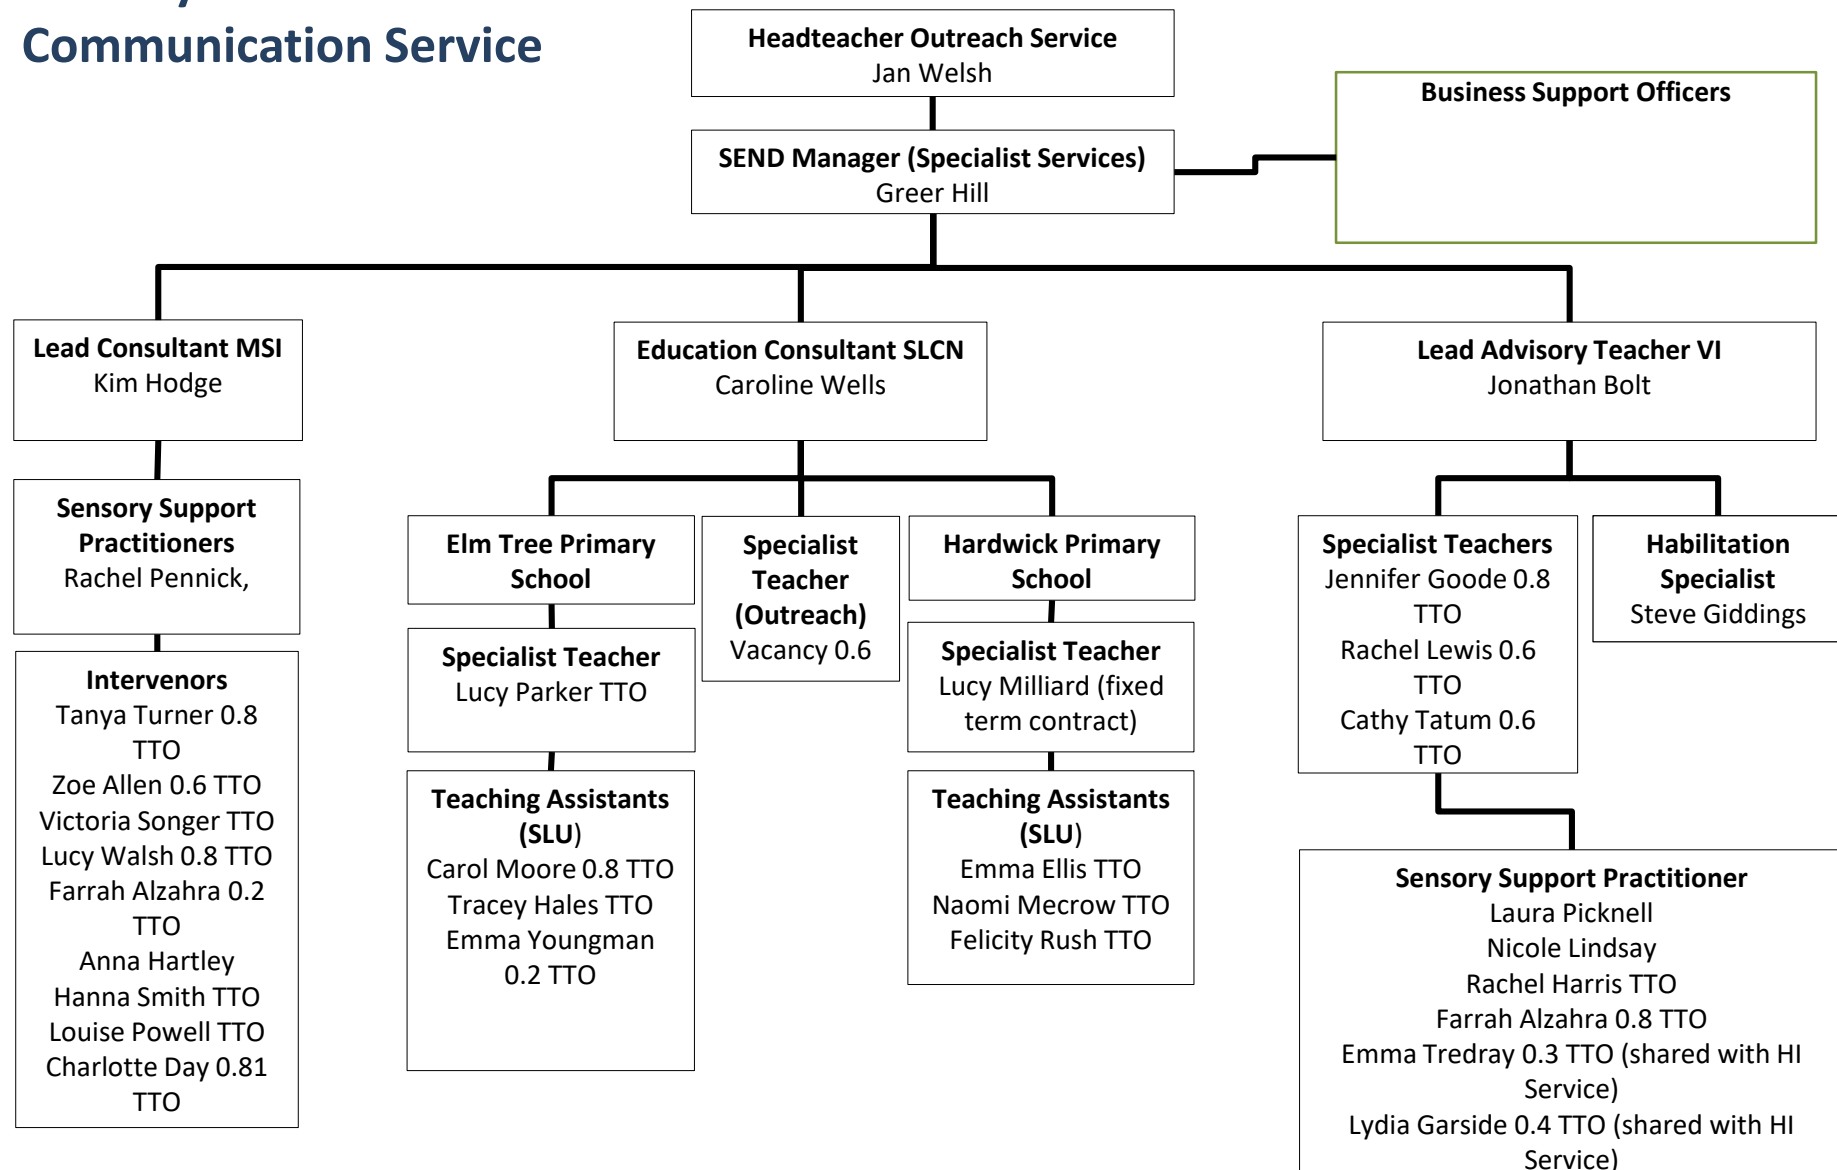 Communication Service
Headteacher Outreach Service
Jan Welsh
Business Support Officers
SEND Manager (Specialist Services)
Greer Hill
Lead Consultant MSI
Kim Hodge
Education Consultant SLCN
Caroline Wells
Lead Advisory Teacher VI
Jonathan Bolt
Sensory Support
Practitioners
Rachel Pennick,
Intervenors
Tanya Turner 0.8
TTO
Zoe Allen 0.6 TTO
Victoria Songer TTO
Lucy Walsh 0.8 TTO
Farrah Alzahra 0.2
TTO
Anna Hartley
Hanna Smith TTO
Louise Powell TTO
Charlotte Day 0.81
TTO
Elm Tree Primary
School
Specialist Teacher
Lucy Parker TTO
Teaching Assistants
(SLU)
Carol Moore 0.8 TTO
Tracey Hales TTO
Emma Youngman
0.2 TTO
Specialist
Teacher
(Outreach)
Vacancy 0.6
Hardwick Primary
School
Specialist Teacher
Lucy Milliard (fixed
term contract)
Teaching Assistants
(SLU)
Emma Ellis TTO
Naomi Mecrow TTO
Felicity Rush TTO
Specialist Teachers
Jennifer Goode 0.8
TTO
Rachel Lewis 0.6
TTO
Cathy Tatum 0.6
TTO
Habilitation
Specialist
Steve Giddings
Sensory Support Practitioner
Laura Picknell
Nicole Lindsay
Rachel Harris TTO
Farrah Alzahra 0.8 TTO
Emma Tredray 0.3 TTO (shared with HI
Service)
Lydia Garside 0.4 TTO (shared with HI
Service)